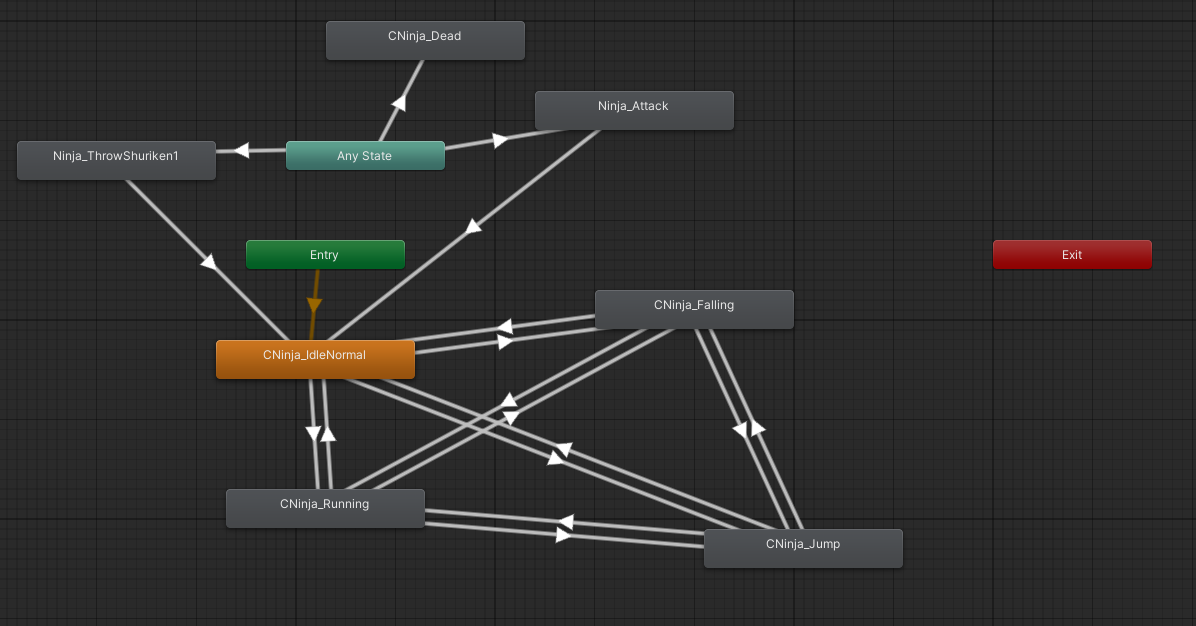 CNinja_Dead
Ninja_Attack
Ninja_ThrowShuriken1
Any State
Entry
Exit
CNinja_Falling
CNinja_IdleNormal
CNinja_Running
CNinja_Jump